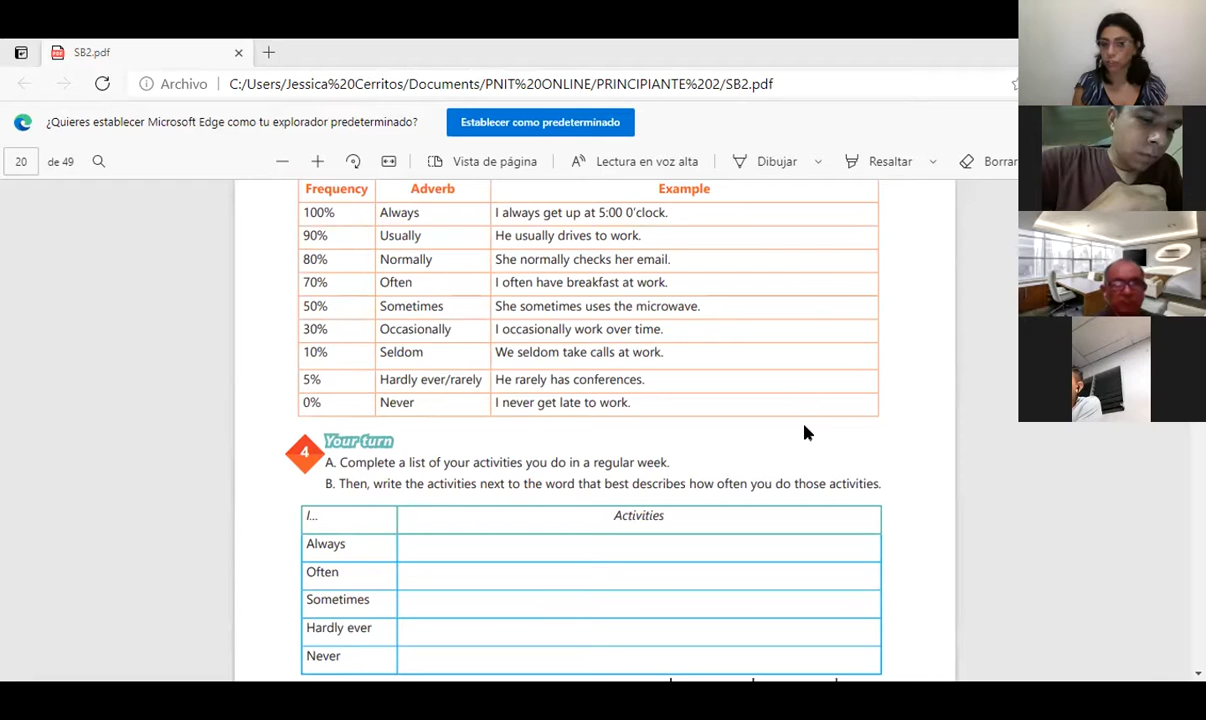 SB2.pdf
Archivo C:/Users/Jessica%20Cerritos/Documents/PNIT%20ONLINE/PRINCIPIANTE%202/SB2.pdf
¿Quieres establecer Microsoft Edge como tu explorador predeterminado? Establecer como predeterminado
20 de 49 Vista de página Lectura en voz alta Dibujar Resaltar Borrar
Frequency Adverb Example
100% Always I always get up at 5:00 0'clock.
90% Usually He usually drives to work.
80% Normally She normally checks her email.
70% Often I often have breakfast at work.
50% Sometimes She sometimes uses the microwave.
30% Occasionally I occasionally work over time.
10% Seldom We seldom take calls at work.
5% Hardly ever/rarely He rarely has conferences.
0% Never I never get late to work.
4 Your turn
A. Complete a list of your activities you do in a regular week.
B. Then, write the activities next to the word that best describes how often you do those activities.
I... Activities
Always
Often
Sometimes
Hardly ever
Never